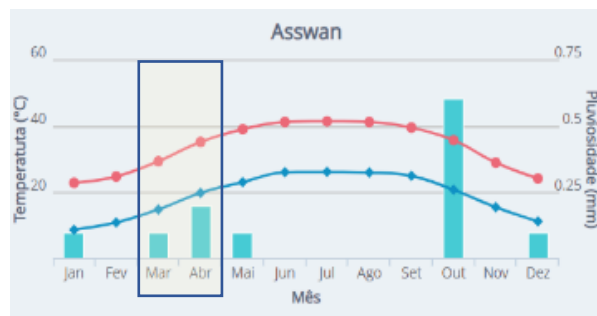 Asswan
60
0.75
40
0.5
20
0.25
Temperatuta (°C)
Pluviosidade (mm)
Jan Fev Mar Abr Mai Jun Jul Ago Set Out Nov Dez
Mês